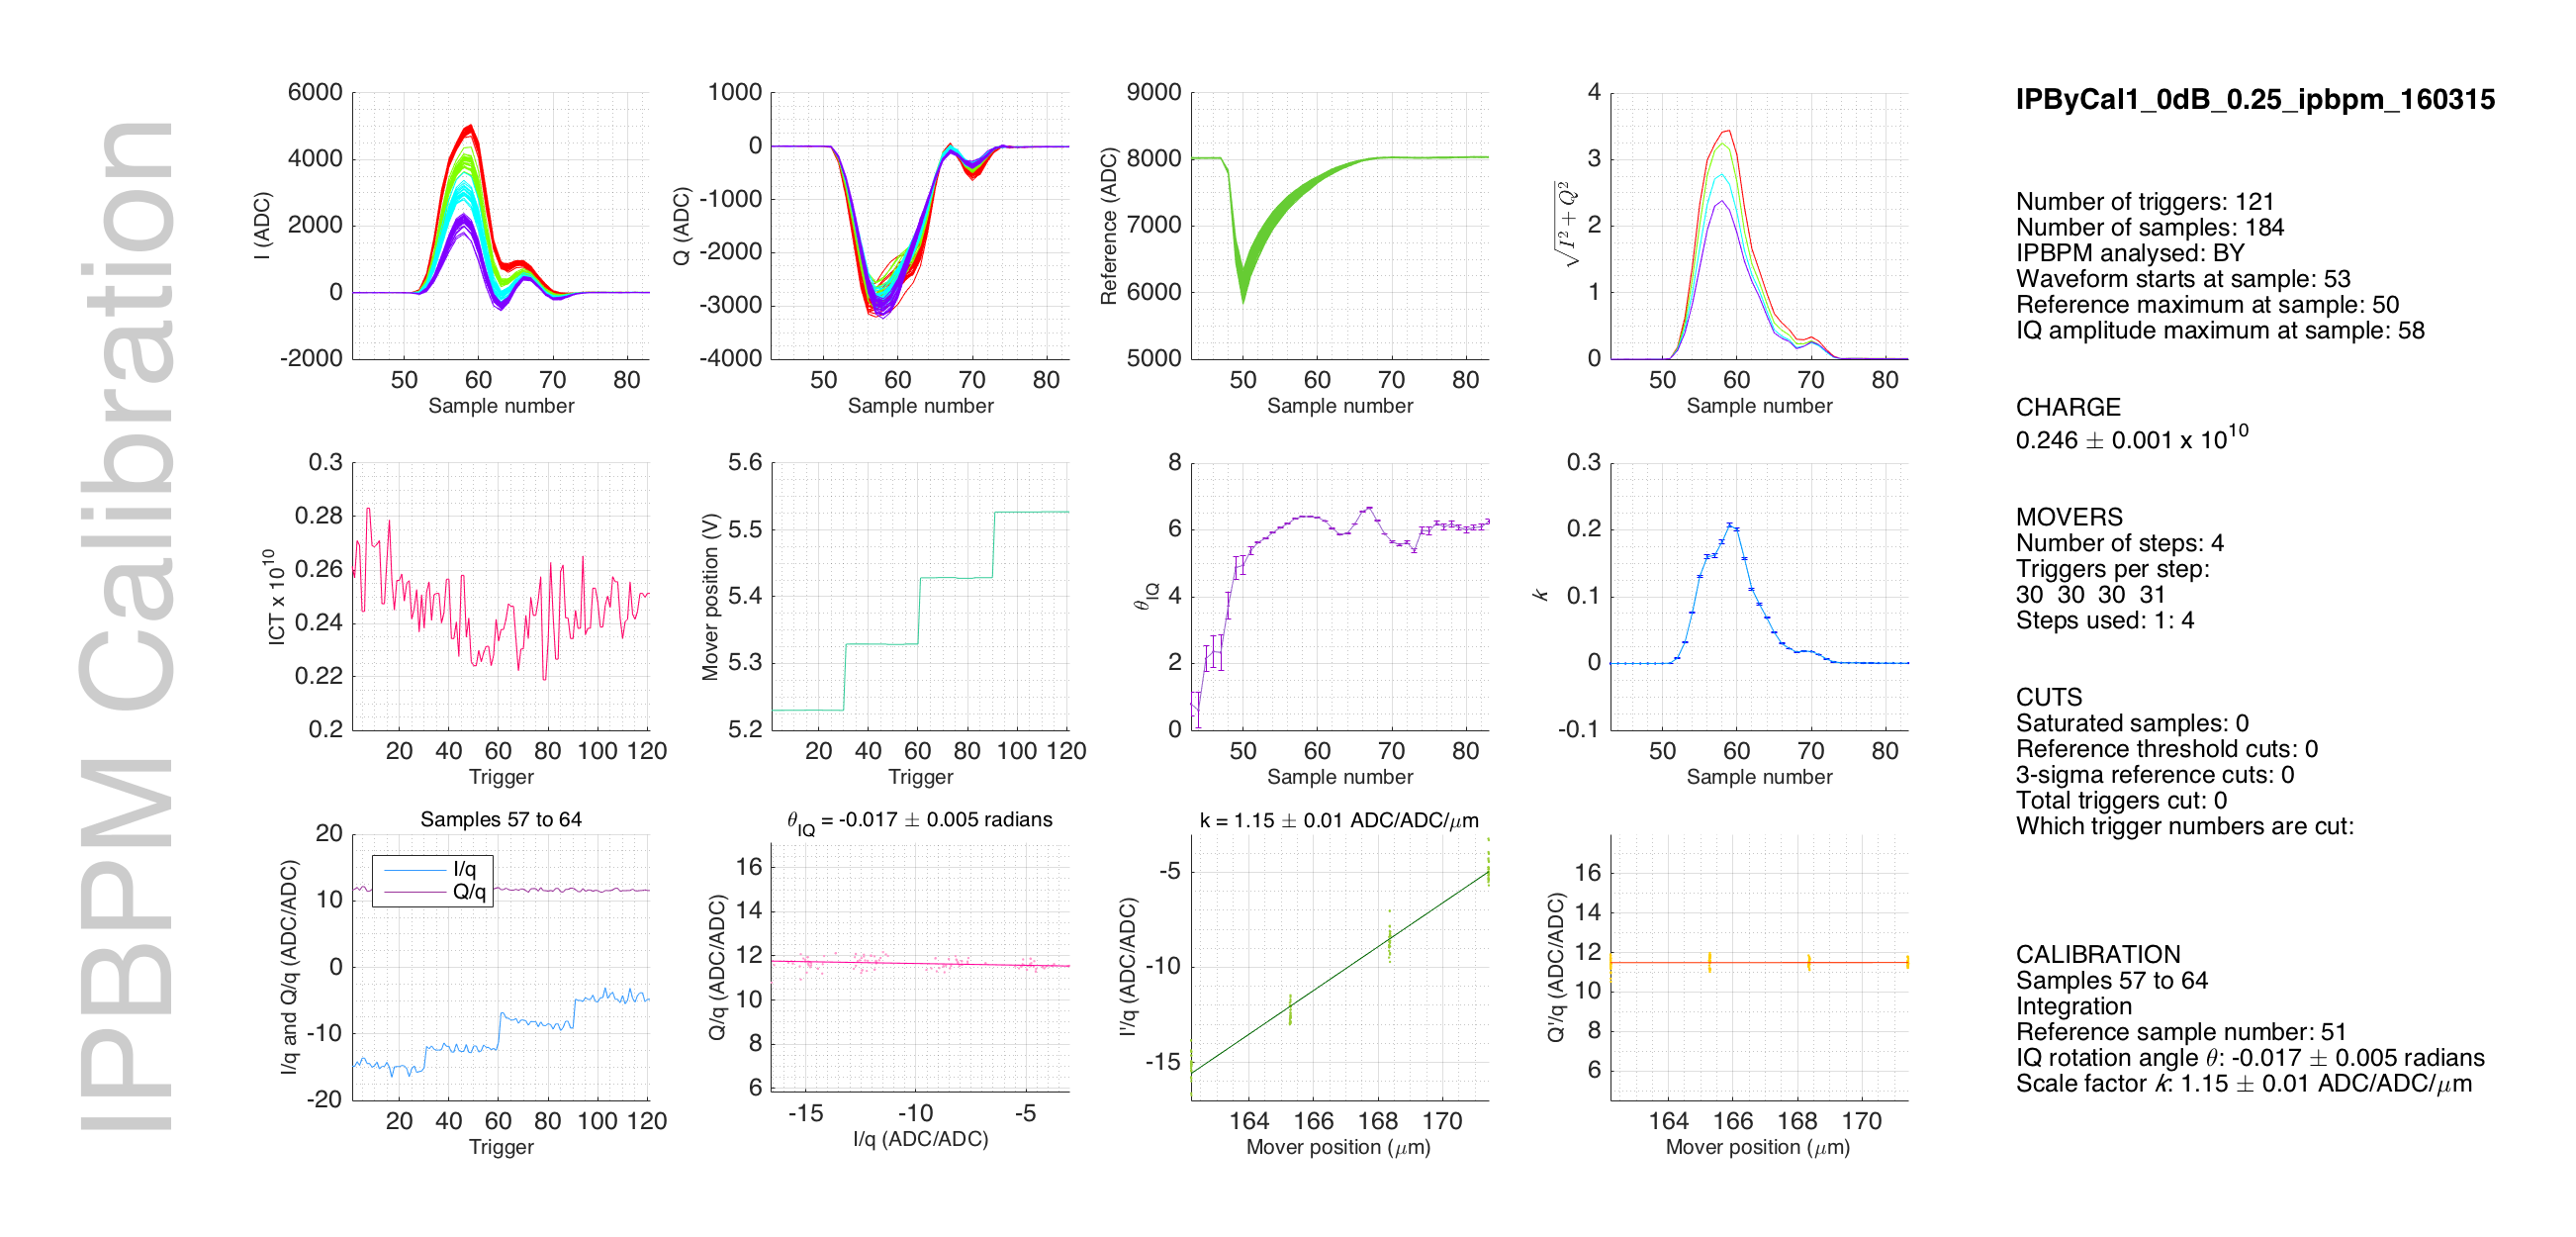 IPBPM Calibration
6000
4000
2000
0
-2000
I (ADC)
50 60 70 80
Sample number
1000
0
-1000
-2000
-3000
-4000
Q (ADC)
50 60 70 80
Sample number
9000
8000
7000
6000
5000
Reference (ADC)
50 60 70 80
Sample number
4
3
2
1
0
√I² + Q²
50 60 70 80
Sample number
0.3
0.28
0.26
0.24
0.22
0.2
ICT x 10¹⁰
20 40 60 80 100 120
Trigger
5.6
5.5
5.4
5.3
5.2
Mover position (V)
20 40 60 80 100 120
Trigger
8
6
4
2
0
θIQ
50 60 70 80
Sample number
0.3
0.2
0.1
0
-0.1
k
50 60 70 80
Sample number
Samples 57 to 64
20
10
0
-10
-20
I/q and Q/q (ADC/ADC)
I/q
Q/q
20 40 60 80 100 120
Trigger
θIQ = -0.017 ± 0.005 radians
16
14
12
10
8
6
Q/q (ADC/ADC)
-15 -10 -5
I/q (ADC/ADC)
k = 1.15 ± 0.01 ADC/ADC/μm
-5
-10
-15
I'/q (ADC/ADC)
164 166 168 170
Mover position (μm)
16
14
12
10
8
6
Q'/q (ADC/ADC)
164 166 168 170
Mover position (μm)
IPByCal1_0dB_0.25_ipbpm_160315
Number of triggers: 121
Number of samples: 184
IPBPM analysed: BY
Waveform starts at sample: 53
Reference maximum at sample: 50
IQ amplitude maximum at sample: 58
CHARGE
0.246 ± 0.001 x 10¹⁰
MOVERS
Number of steps: 4
Triggers per step:
30 30 30 31
Steps used: 1: 4
CUTS
Saturated samples: 0
Reference threshold cuts: 0
3-sigma reference cuts: 0
Total triggers cut: 0
Which trigger numbers are cut:
CALIBRATION
Samples 57 to 64
Integration
Reference sample number: 51
IQ rotation angle θ: -0.017 ± 0.005 radians
Scale factor k: 1.15 ± 0.01 ADC/ADC/μm